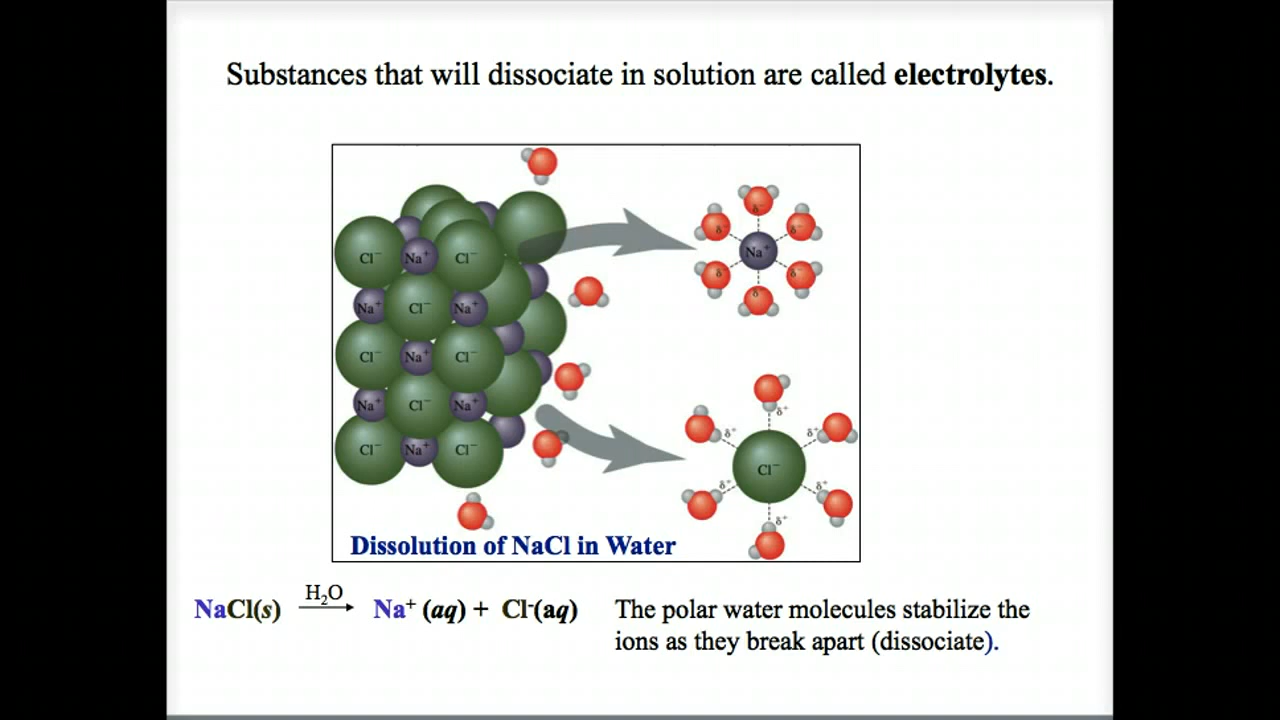 Substances that will dissociate in solution are called electrolytes.
δ⁻
δ⁻ δ⁻
Na⁺
δ⁻ δ⁻
δ⁻
Cl⁻ Na⁺ Cl⁻
Na⁺ Cl⁻ Na⁺
Cl⁻ Na⁺ Cl⁻
Na⁺ Cl⁻ Na⁺
Cl⁻ Na⁺ Cl⁻
δ⁺
δ⁺ δ⁺
Cl⁻
δ⁺ δ⁺
δ⁺
Dissolution of NaCl in Water
H₂O
NaCl(s) → Na⁺ (aq) + Cl⁻(aq)
The polar water molecules stabilize the
ions as they break apart (dissociate).